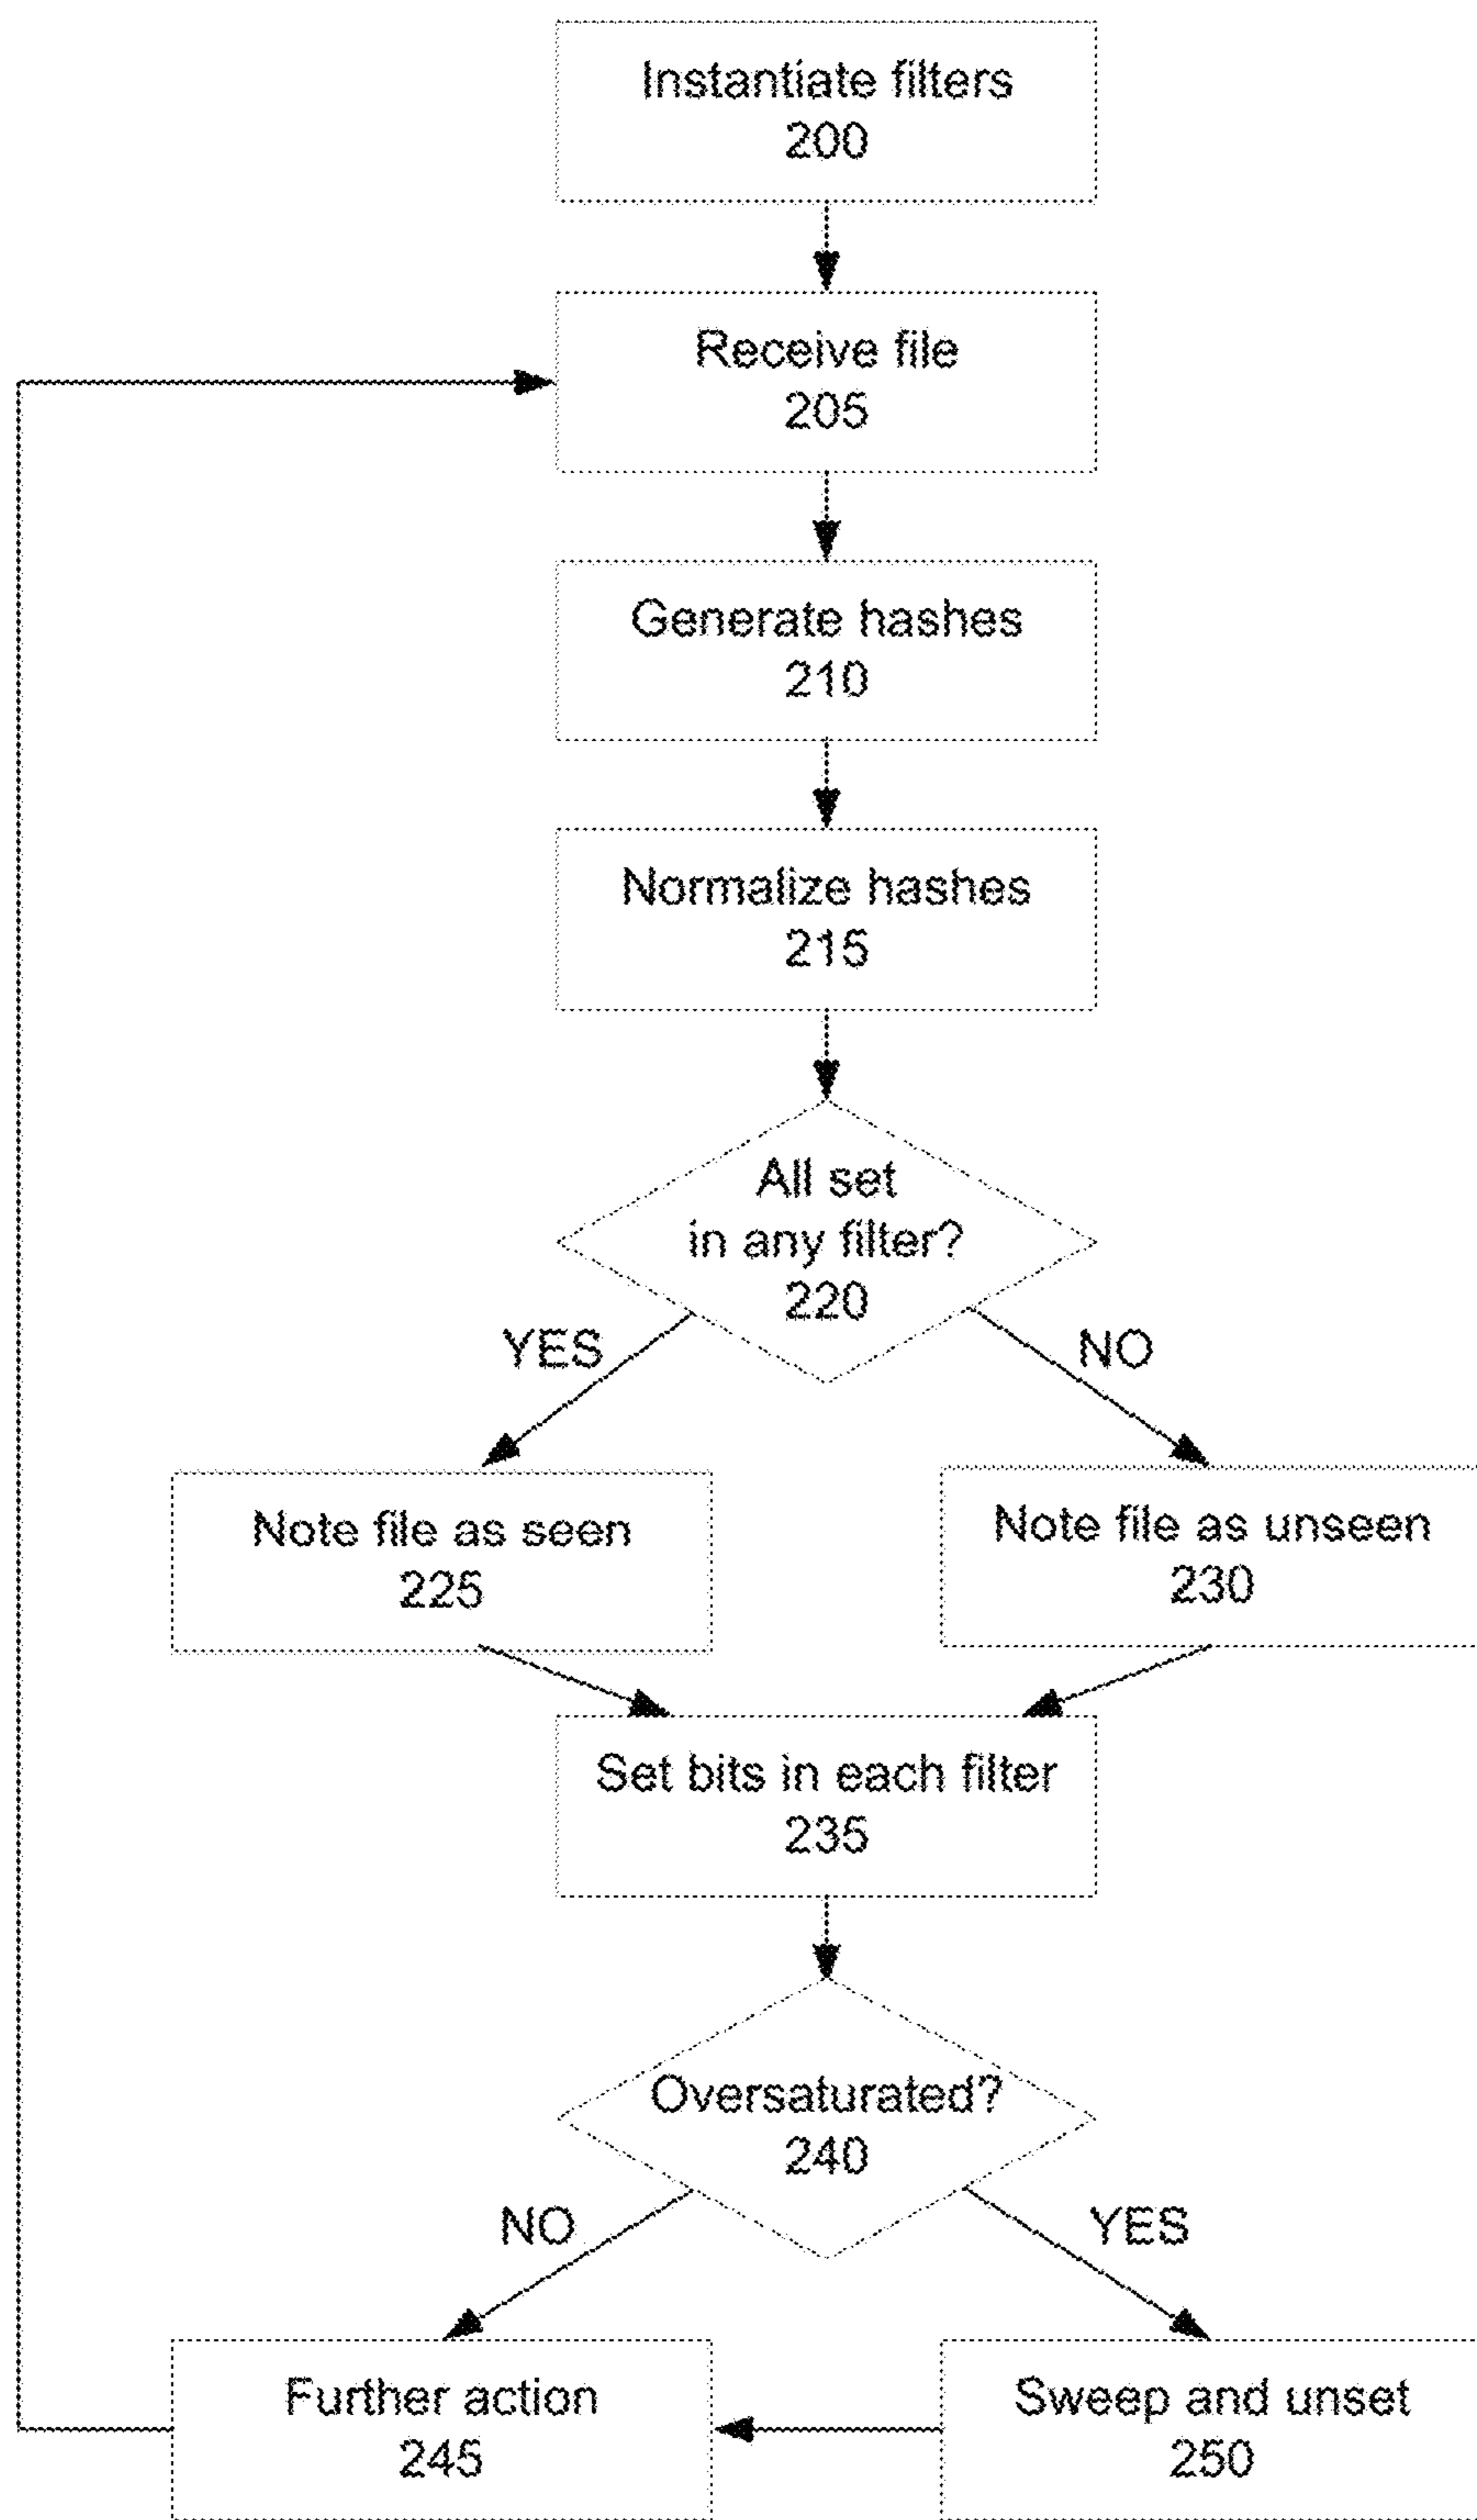 Instantiate filters
200
Receive file
205
Generate hashes
210
Normalize hashes
215
All set
in any filter?
220
YES
NO
Note file as seen
225
Note file as unseen
230
Set bits in each filter
235
Oversaturated?
240
NO
YES
Further action
245
Sweep and unset
250